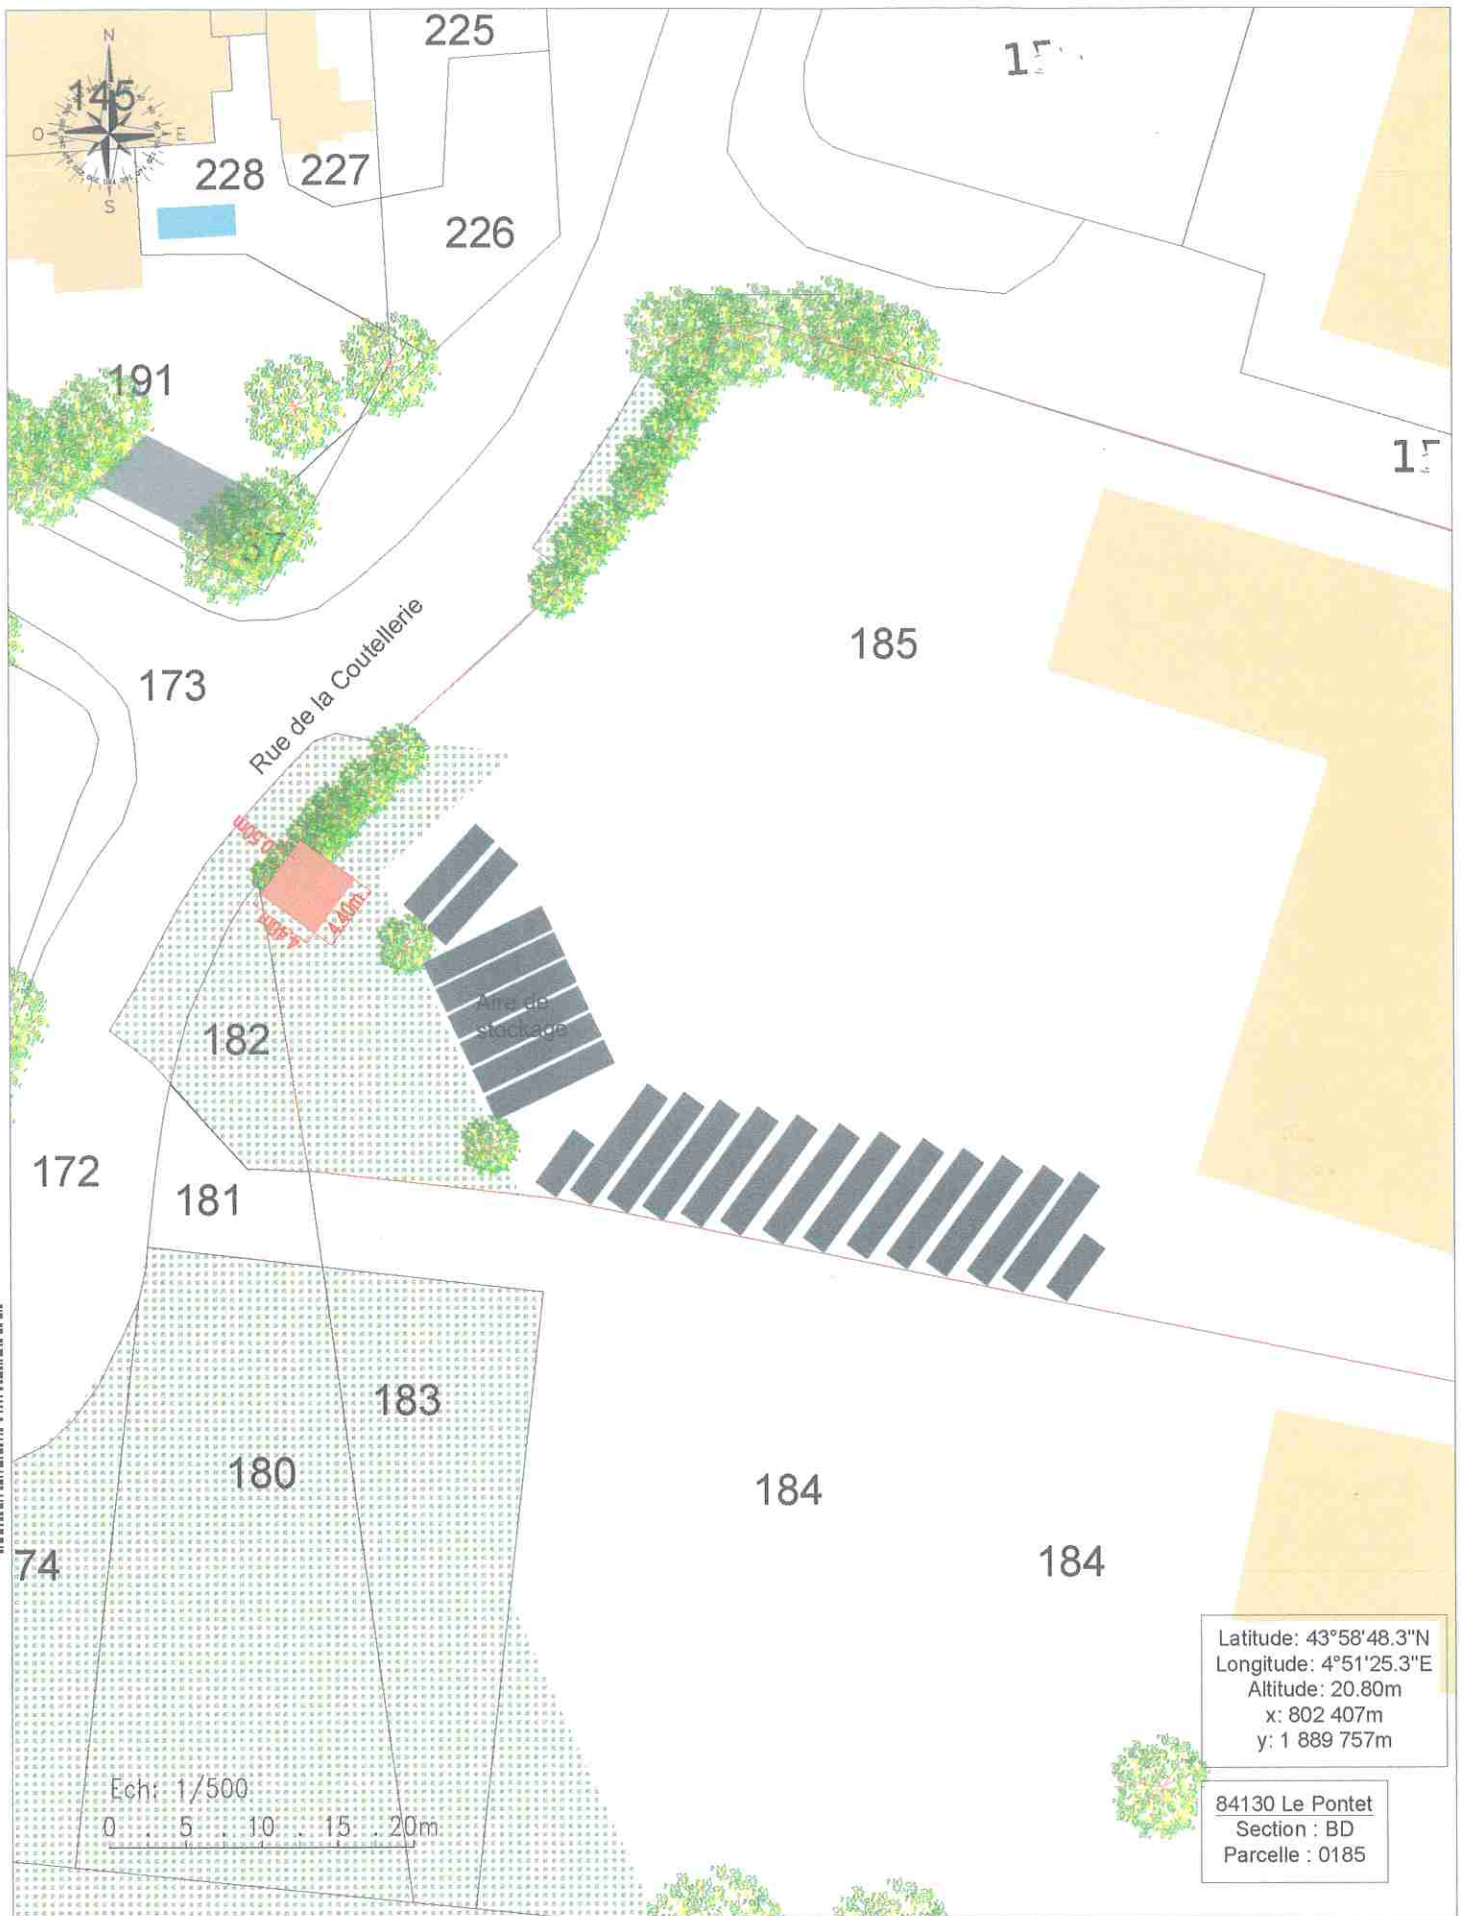 225
N
145
O
E
S
228
227
226
191
185
173
Rue de la Coutellerie
0.50m
4.40m
4.40m
Aire de
stockage
182
172
181
183
180
184
74
184
Latitude: 43°58'48.3"N
Longitude: 4°51'25.3"E
Altitude: 20.80m
x: 802 407m
y: 1 889 757m
Ech: 1/500
0 5 10 15 20m
84130 Le Pontet
Section : BD
Parcelle : 0185